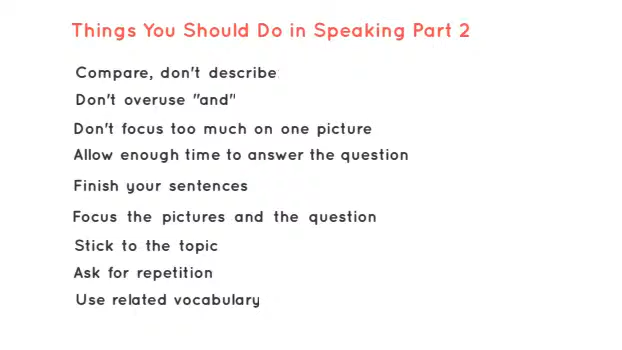 Things You Should Do in Speaking Part 2
Compare, don't describe
Don't overuse "and"
Don't focus too much on one picture
Allow enough time to answer the question
Finish your sentences
Focus the pictures and the question
Stick to the topic
Ask for repetition
Use related vocabulary